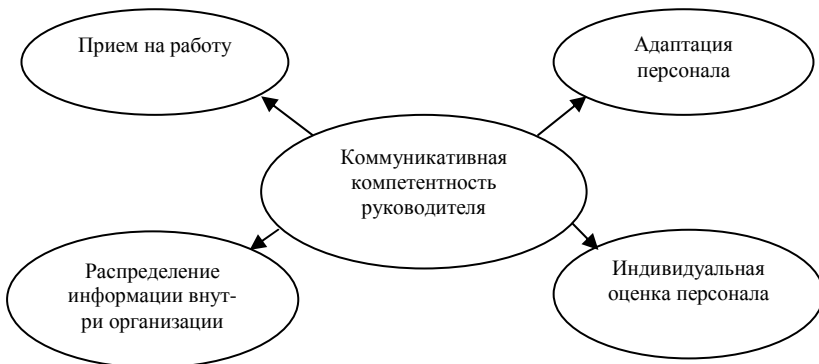 Прием на работу
Адаптация
персонала
Коммуникативная
компетентность
руководителя
Распределение
информации внут-
ри организации
Индивидуальная
оценка персонала